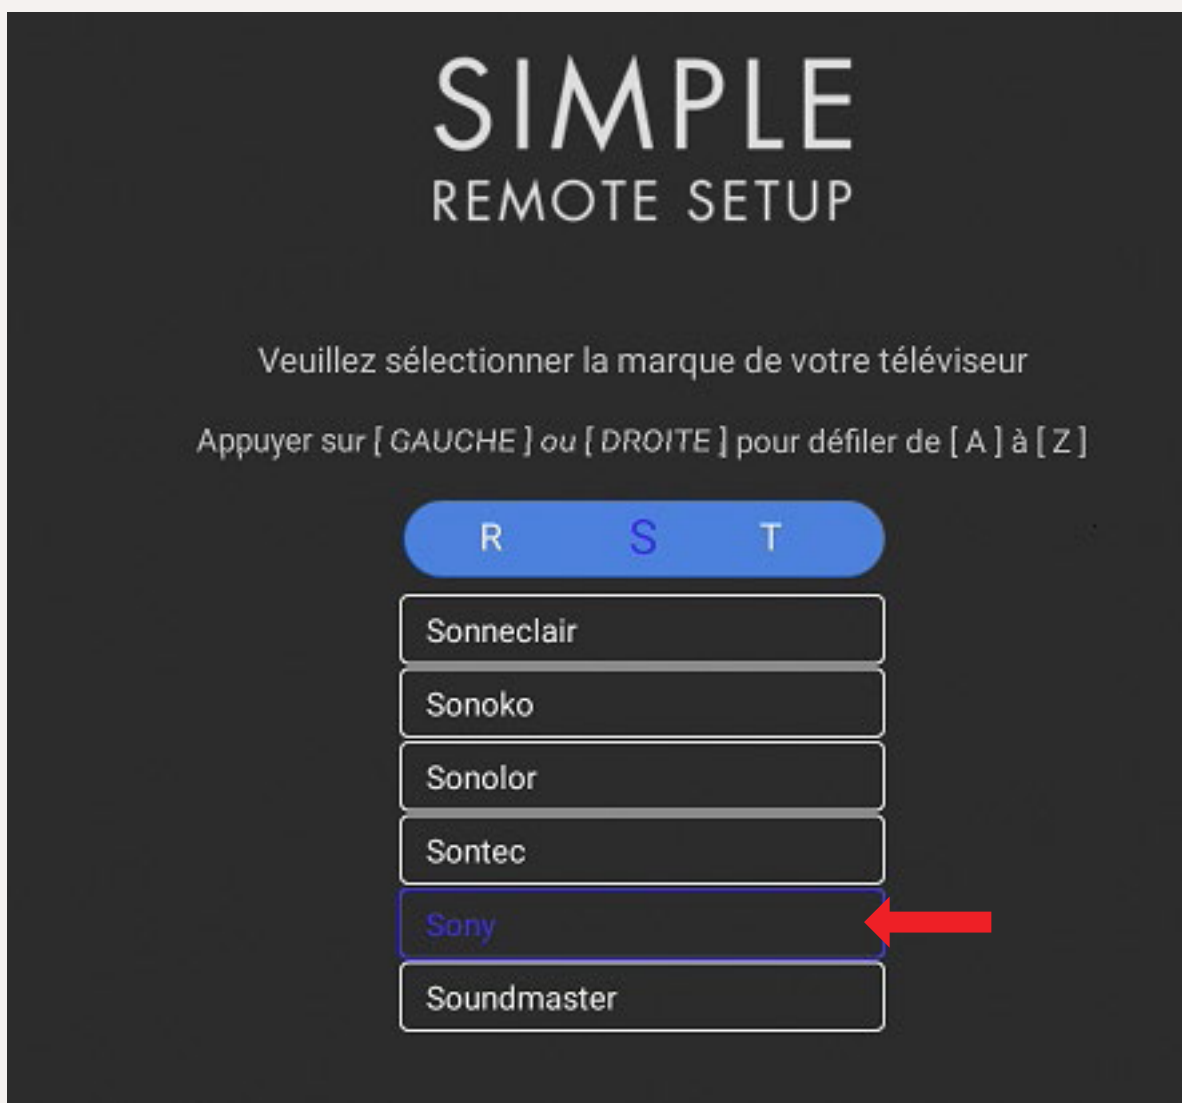 SIMPLE
REMOTE SETUP
Veuillez sélectionner la marque de votre téléviseur
Appuyer sur [ GAUCHE ] ou [ DROITE ] pour défiler de [ A ] à [ Z ]
R S T
Sonneclair
Sonoko
Sonolor
Sontec
Sony
Soundmaster